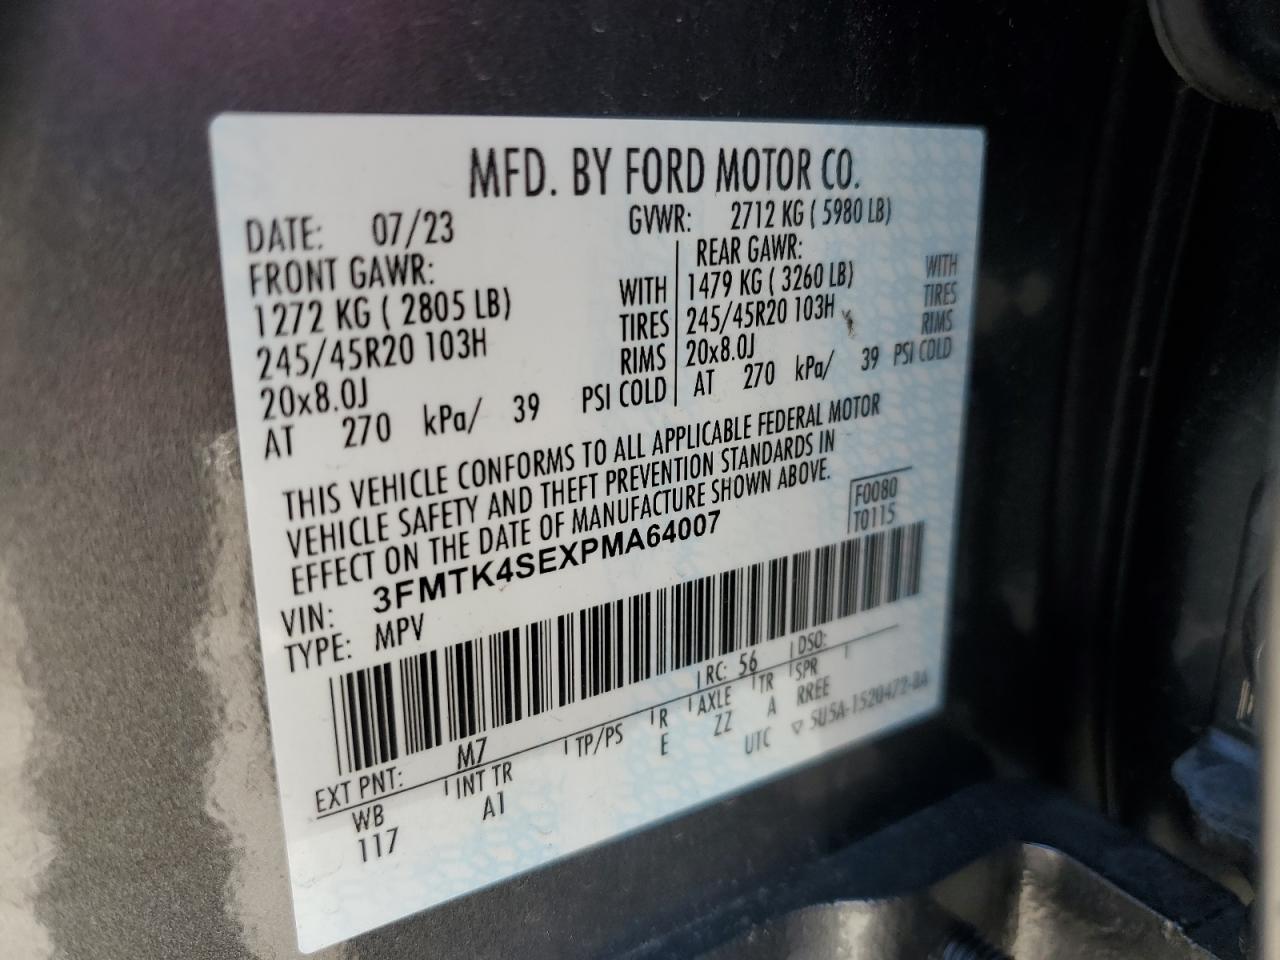 MFD. BY FORD MOTOR CO.
DATE: 07/23 GVWR: 2712 KG ( 5980 LB)
FRONT GAWR: REAR GAWR:
1272 KG ( 2805 LB) WITH 1479 KG ( 3260 LB) WITH
245/45R20 103H TIRES 245/45R20 103H TIRES
20x8.0J RIMS 20x8.0J RIMS
AT 270 kPa/ 39 PSI COLD AT 270 kPa/ 39 PSI COLD
THIS VEHICLE CONFORMS TO ALL APPLICABLE FEDERAL MOTOR
VEHICLE SAFETY AND THEFT PREVENTION STANDARDS IN
EFFECT ON THE DATE OF MANUFACTURE SHOWN ABOVE.
F0080
T0115
VIN: 3FMTK4SEXPMA64007
TYPE: MPV
EXT PNT: M7 RC: 56 DSO:
WB INT TR TP/PS R AXLE TR SPR
117 A1 E ZZ A RREE
UTC ▽ 5U5A-1520472-BA